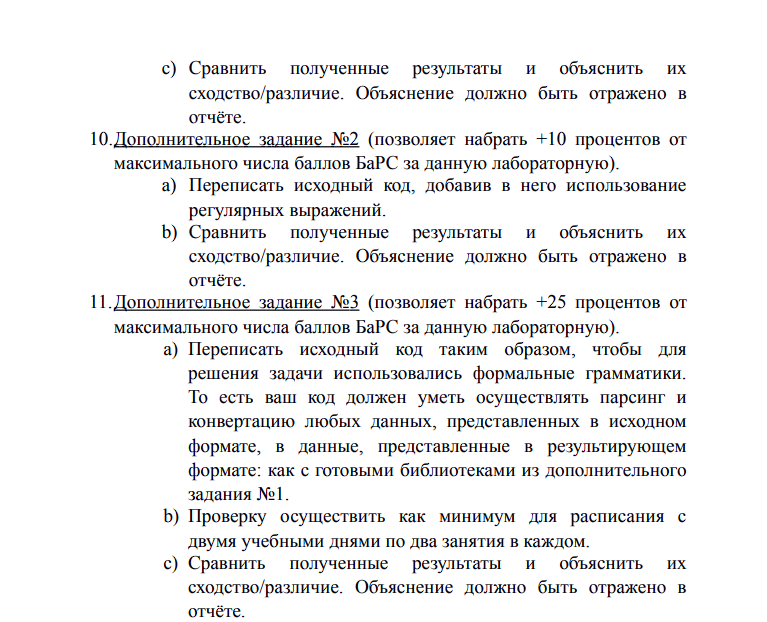 c) Сравнить полученные результаты и объяснить их
сходство/различие. Объяснение должно быть отражено в
отчёте.
10.Дополнительное задание №2 (позволяет набрать +10 процентов от
максимального числа баллов БаРС за данную лабораторную).
a) Переписать исходный код, добавив в него использование
регулярных выражений.
b) Сравнить полученные результаты и объяснить их
сходство/различие. Объяснение должно быть отражено в
отчёте.
11.Дополнительное задание №3 (позволяет набрать +25 процентов от
максимального числа баллов БаРС за данную лабораторную).
a) Переписать исходный код таким образом, чтобы для
решения задачи использовались формальные грамматики.
То есть ваш код должен уметь осуществлять парсинг и
конвертацию любых данных, представленных в исходном
формате, в данные, представленные в результирующем
формате: как с готовыми библиотеками из дополнительного
задания №1.
b) Проверку осуществить как минимум для расписания с
двумя учебными днями по два занятия в каждом.
c) Сравнить полученные результаты и объяснить их
сходство/различие. Объяснение должно быть отражено в
отчёте.